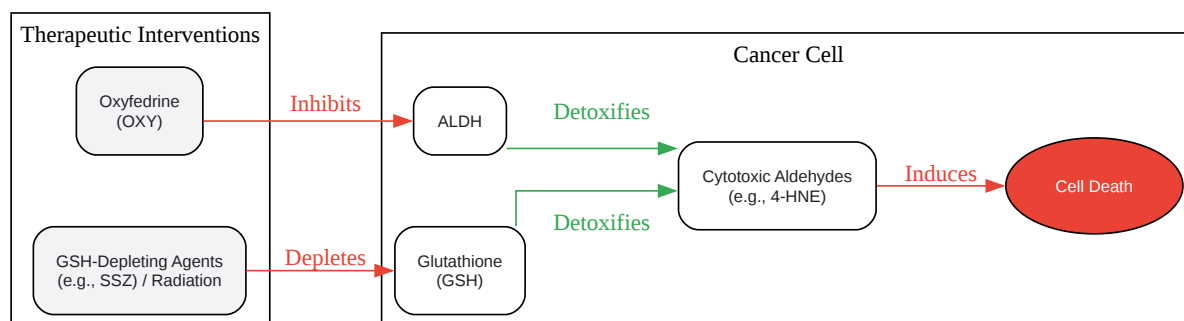 Therapeutic Interventions
Oxyfedrine
(OXY)
Inhibits
GSH-Depleting Agents
(e.g., SSZ) / Radiation
Depletes
Cancer Cell
ALDH
Detoxifies
Glutathione
(GSH)
Detoxifies
Cytotoxic Aldehydes
(e.g., 4-HNE)
Induces
Cell Death